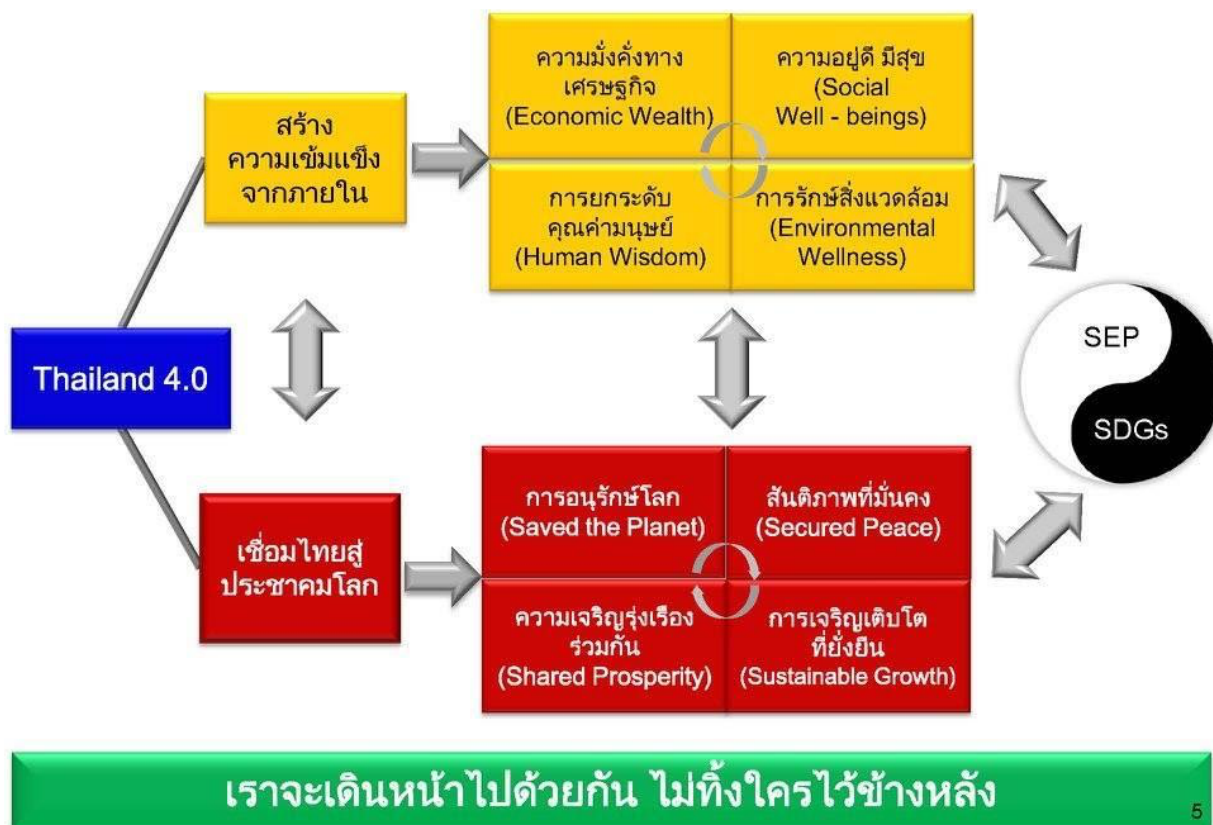 ความมั่งคั่งทาง
เศรษฐกิจ
(Economic Wealth)
ความอยู่ดี มีสุข
(Social
Well - beings)
สร้าง
ความเข้มแข็ง
จากภายใน
การยกระดับ
คุณค่ามนุษย์
(Human Wisdom)
การรักษ์สิ่งแวดล้อม
(Environmental
Wellness)
Thailand 4.0
SEP
SDGs
เชื่อมไทยสู่
ประชาคมโลก
การอนุรักษ์โลก
(Saved the Planet)
สันติภาพที่มั่นคง
(Secured Peace)
ความเจริญรุ่งเรือง
ร่วมกัน
(Shared Prosperity)
การเจริญเติบโต
ที่ยั่งยืน
(Sustainable Growth)
เราจะเดินหน้าไปด้วยกัน ไม่ทิ้งใครไว้ข้างหลัง
5